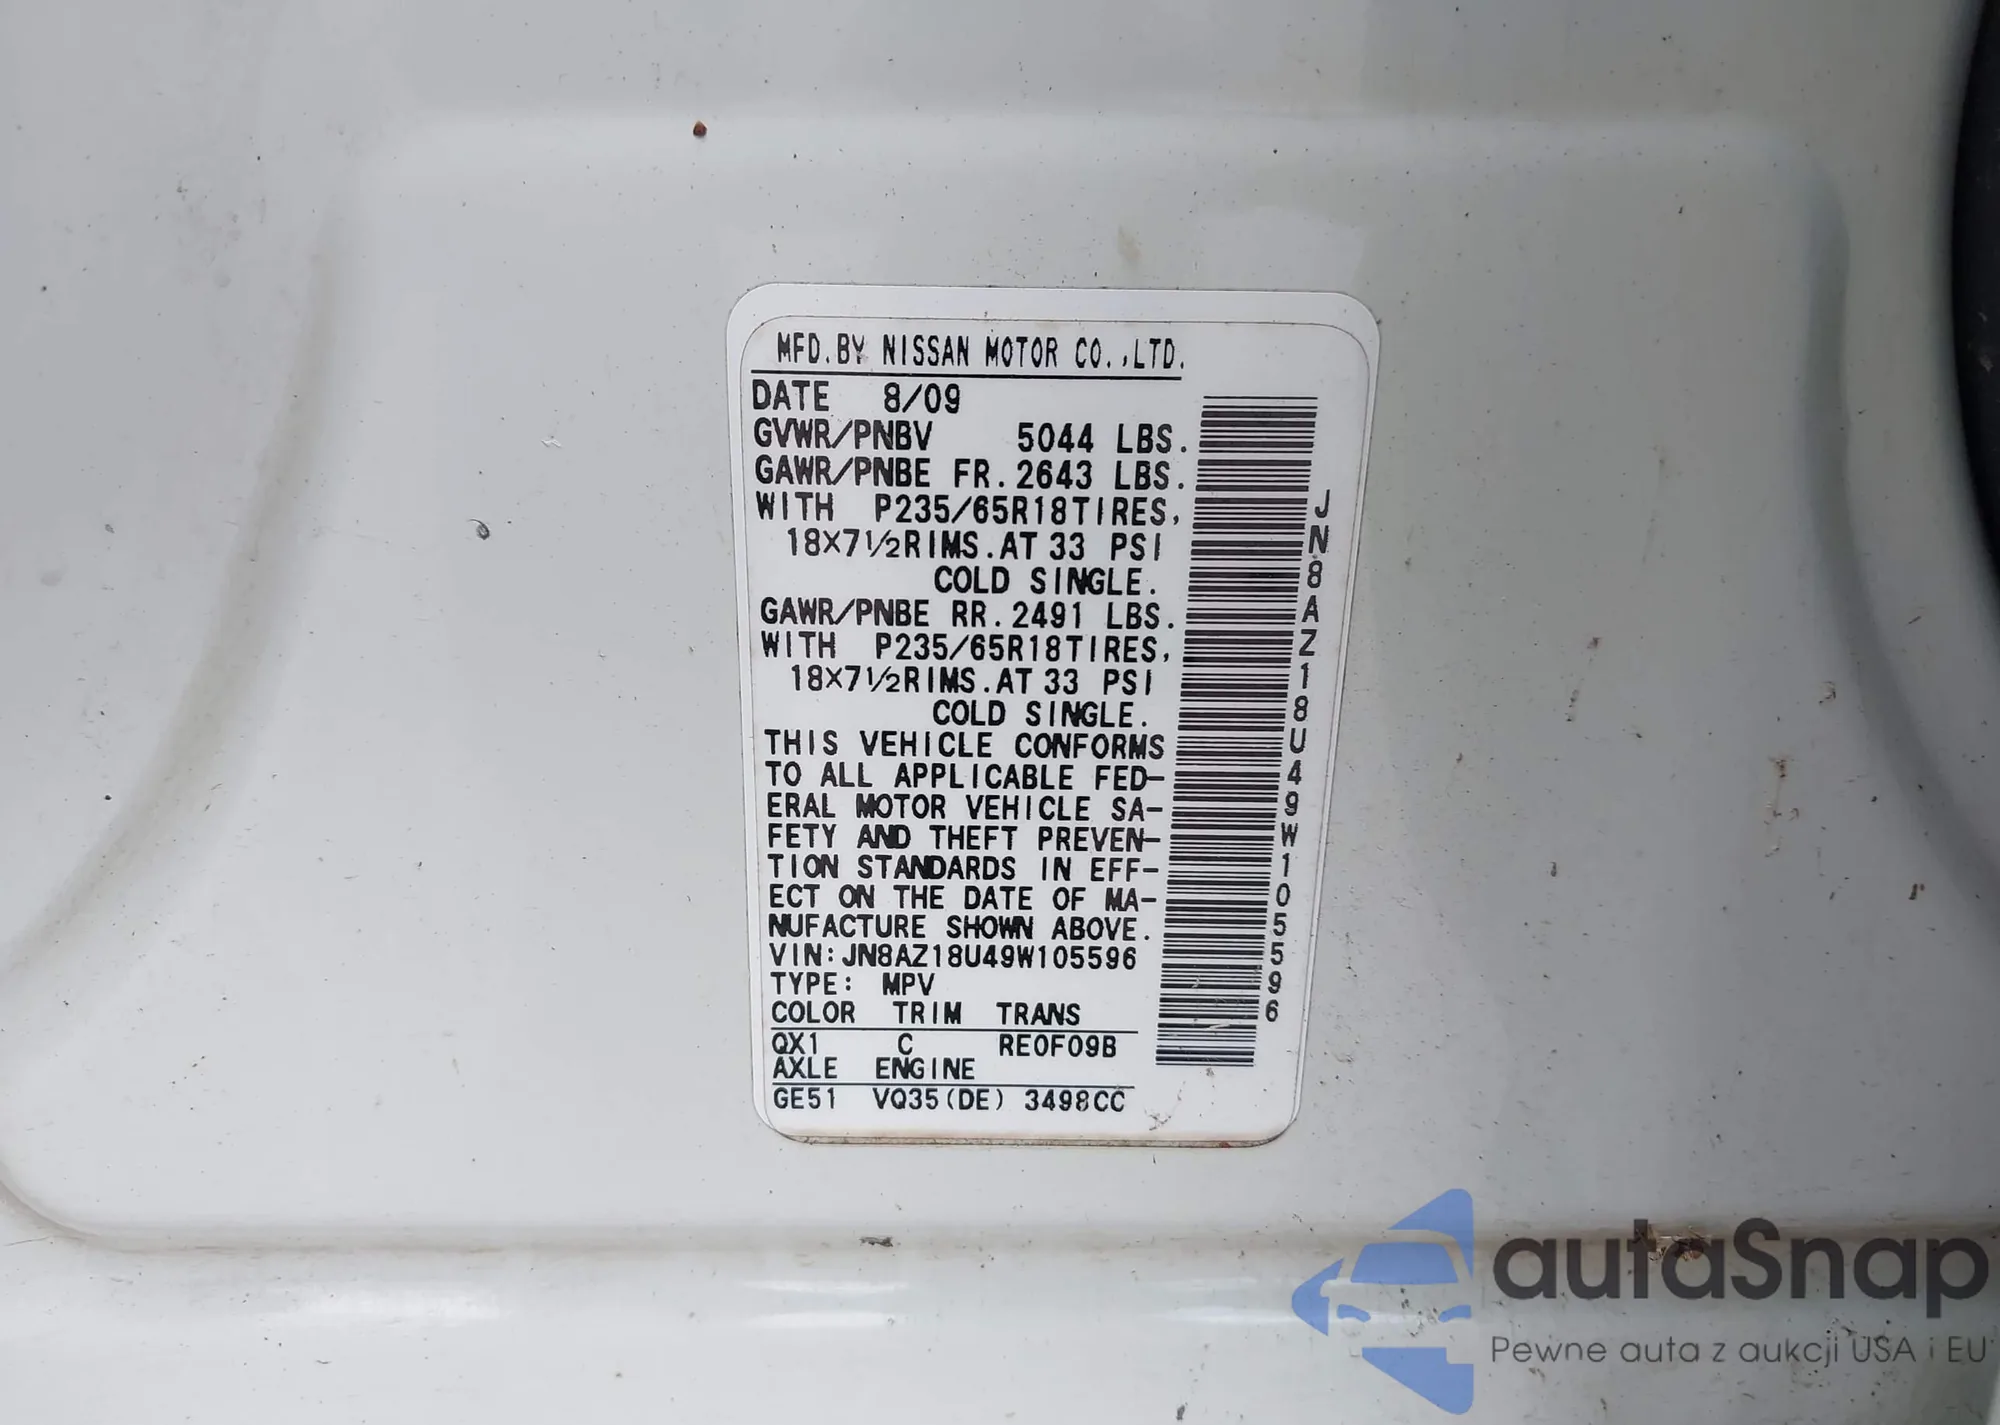 MFD.BY NISSAN MOTOR CO.,LTD.
DATE 8/09
GVWR/PNBV 5044 LBS.
GAWR/PNBE FR. 2643 LBS.
WITH P235/65R18TIRES,
18×7½RIMS.AT 33 PSI
COLD SINGLE.
GAWR/PNBE RR. 2491 LBS.
WITH P235/65R18TIRES,
18×7½RIMS.AT 33 PSI
COLD SINGLE.
THIS VEHICLE CONFORMS
TO ALL APPLICABLE FED-
ERAL MOTOR VEHICLE SA-
FETY AND THEFT PREVEN-
TION STANDARDS IN EFF-
ECT ON THE DATE OF MA-
NUFACTURE SHOWN ABOVE.
VIN:JN8AZ18U49W105596
TYPE: MPV
COLOR TRIM TRANS
QX1 C RE0F09B
AXLE ENGINE
GE51 VQ35(DE) 3498CC
JN8AZ18U49W105596
autaSnap
Pewne auta z aukcji USA i EU